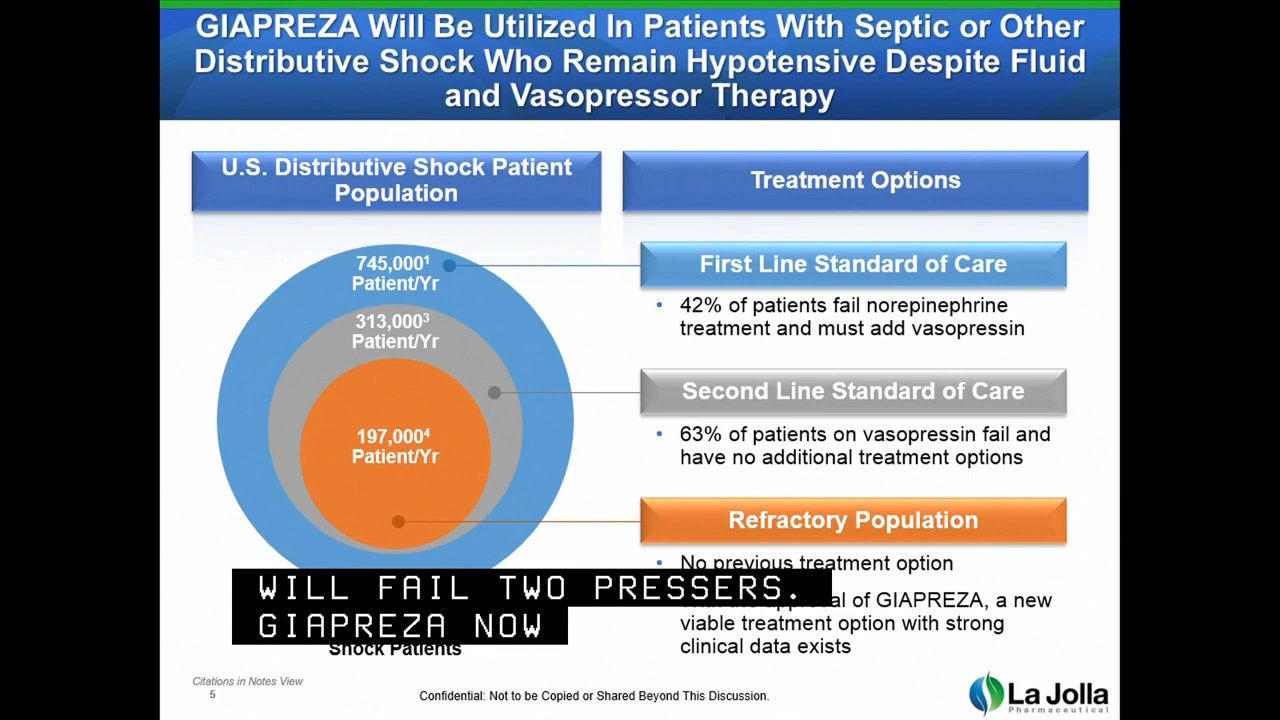 GIAPREZA Will Be Utilized In Patients With Septic or Other
Distributive Shock Who Remain Hypotensive Despite Fluid
and Vasopressor Therapy
U.S. Distributive Shock Patient
Population
745,000¹
Patient/Yr
313,000³
Patient/Yr
197,000⁴
Patient/Yr
Shock Patients
Treatment Options
First Line Standard of Care
• 42% of patients fail norepinephrine
treatment and must add vasopressin
Second Line Standard of Care
• 63% of patients on vasopressin fail and
have no additional treatment options
Refractory Population
• No previous treatment option
of GIAPREZA, a new
viable treatment option with strong
clinical data exists
WILL FAIL TWO PRESSERS.
GIAPREZA NOW
Citations in Notes View
5
Confidential: Not to be Copied or Shared Beyond This Discussion.
La Jolla
Pharmaceutical